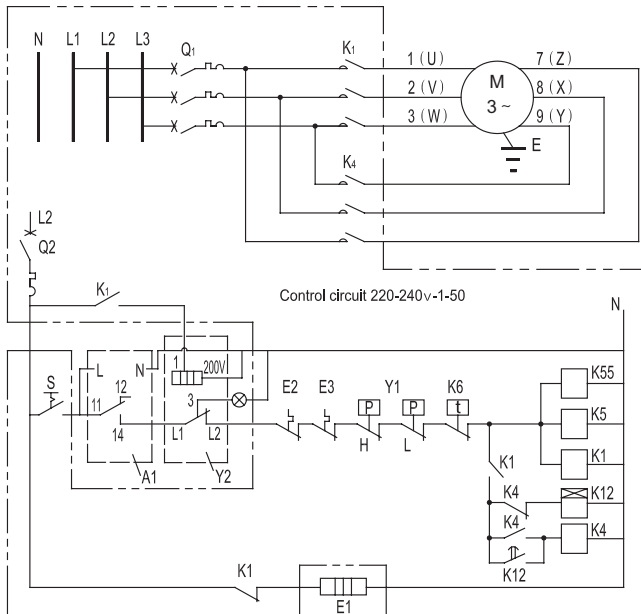 N L1 L2 L3
Q1
K1
1 (U)
7 (Z)
M
3 ~
2 (V)
8 (X)
3 (W)
9 (Y)
E
K4
L2
Q2
K1
Control circuit 220-240v-1-50
N
1
200V
S
L
N
12
11
14
3
L1
L2
A1
Y2
E2
E3
Y1
K6
P
P
t
H
L
K55
K5
K1
K1
K4
K12
K4
K4
K12
K1
E1